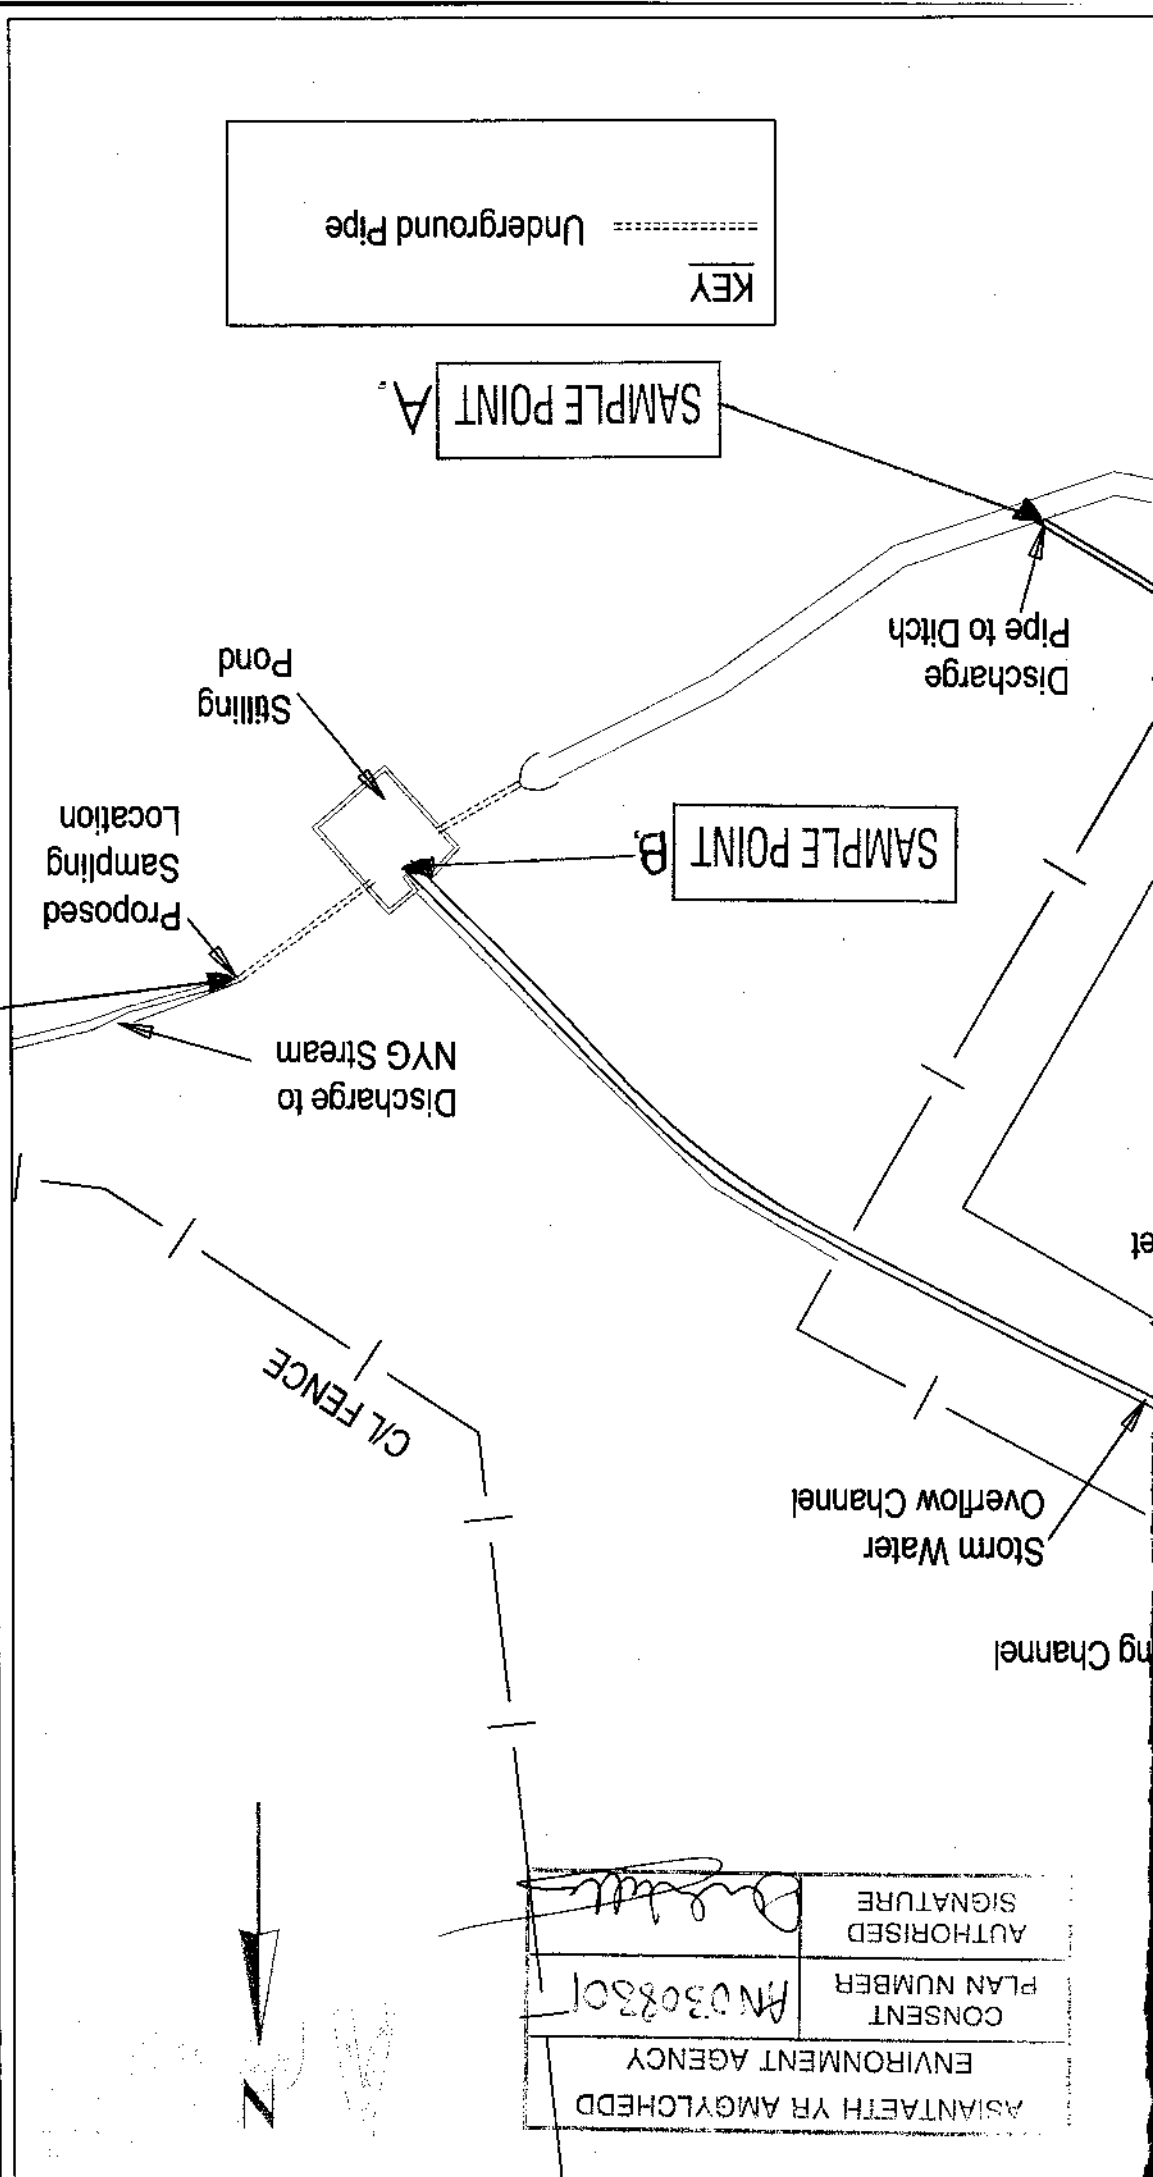 ASIANTAETH YR AMGYLCHEDD
ENVIRONMENT AGENCY
CONSENT
PLAN NUMBER
AN0308301
AUTHORISED
SIGNATURE
N
ng Channel
Storm Water
Overflow Channel
C/L FENCE
et
Discharge to
NYG Stream
Proposed
Sampling
Location
SAMPLE POINT B.
Stilling
Pond
Discharge
Pipe to Ditch
SAMPLE POINT A.
KEY
Underground Pipe